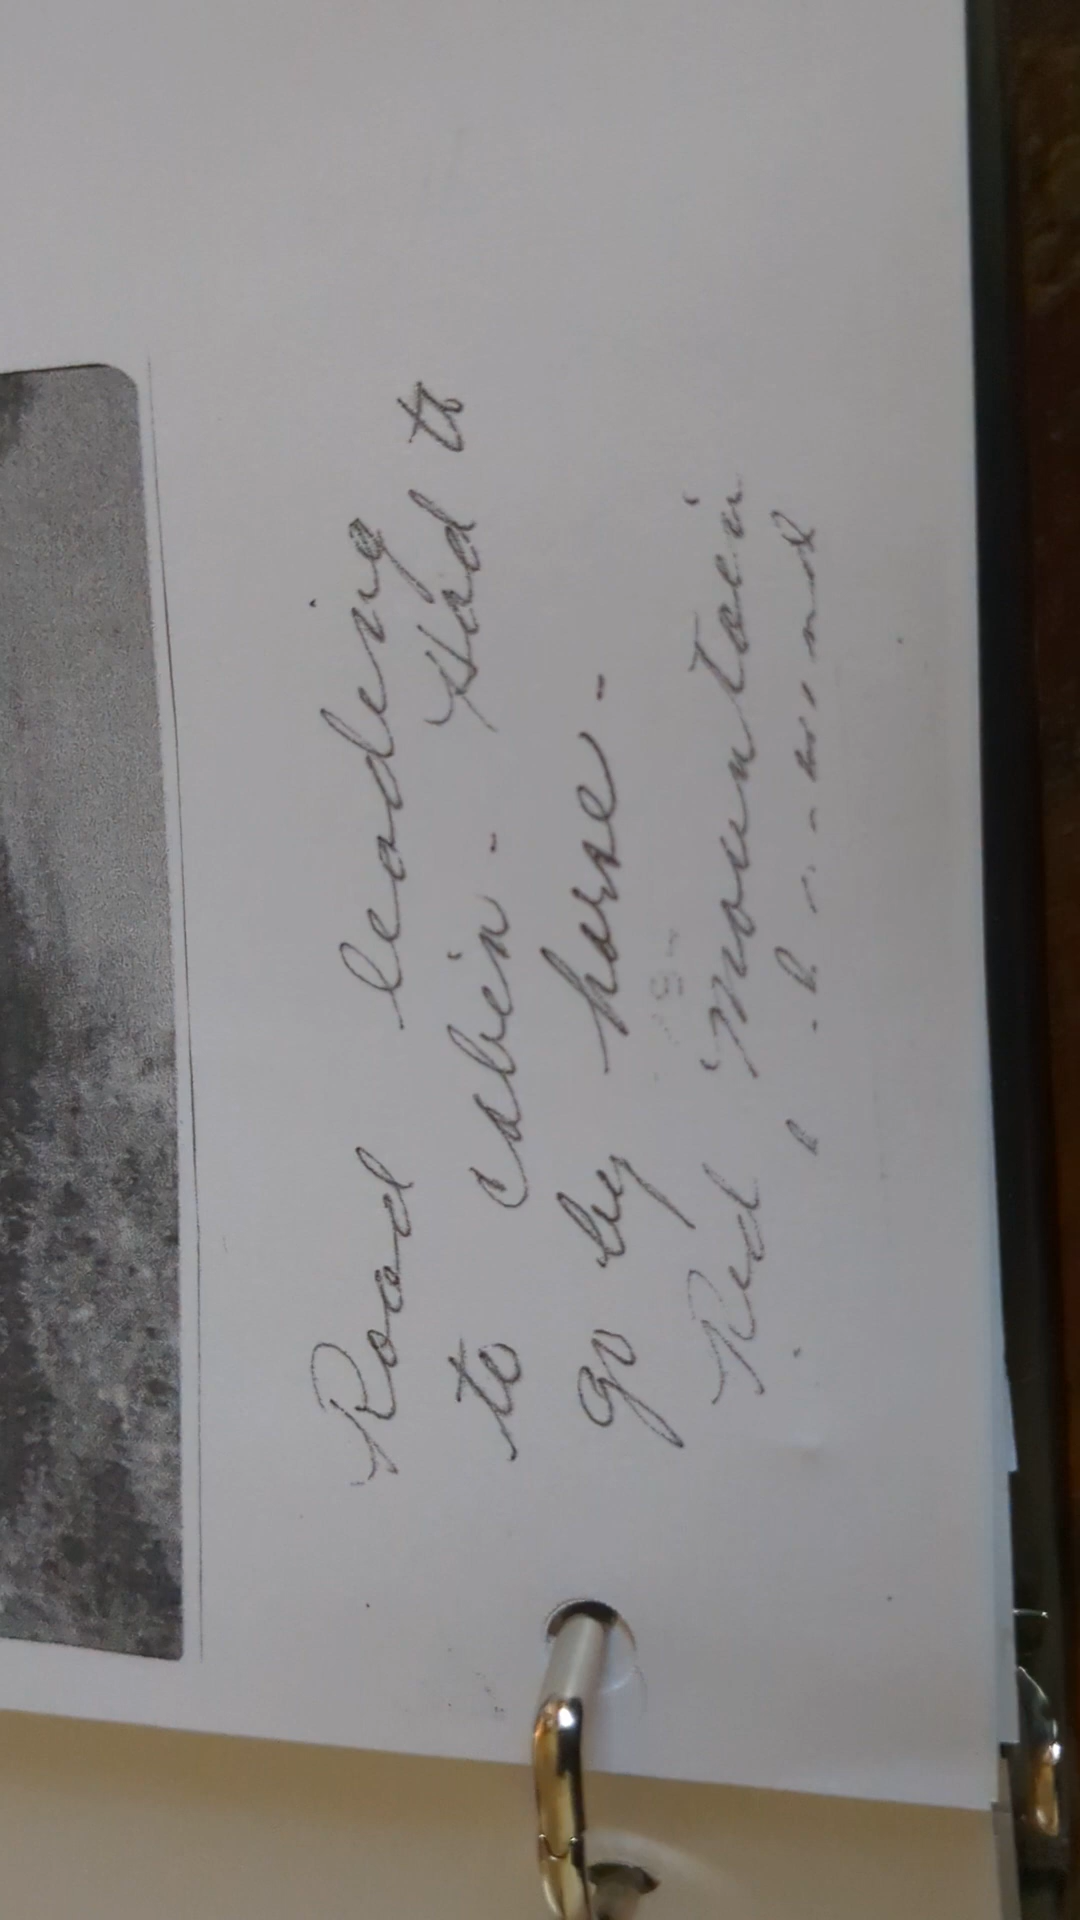 Road leading
to cabin - Had to
go by horse -
Red Mountain